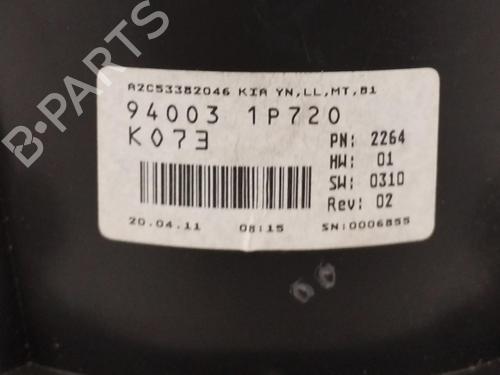 B-PARTS
A2C53382046 KIA YN,LL,MT,B1
94003 1P720
K073
PN: 2264
HW: 01
SW: 0310
Rev: 02
20.04.11 08:15 SN:0006855